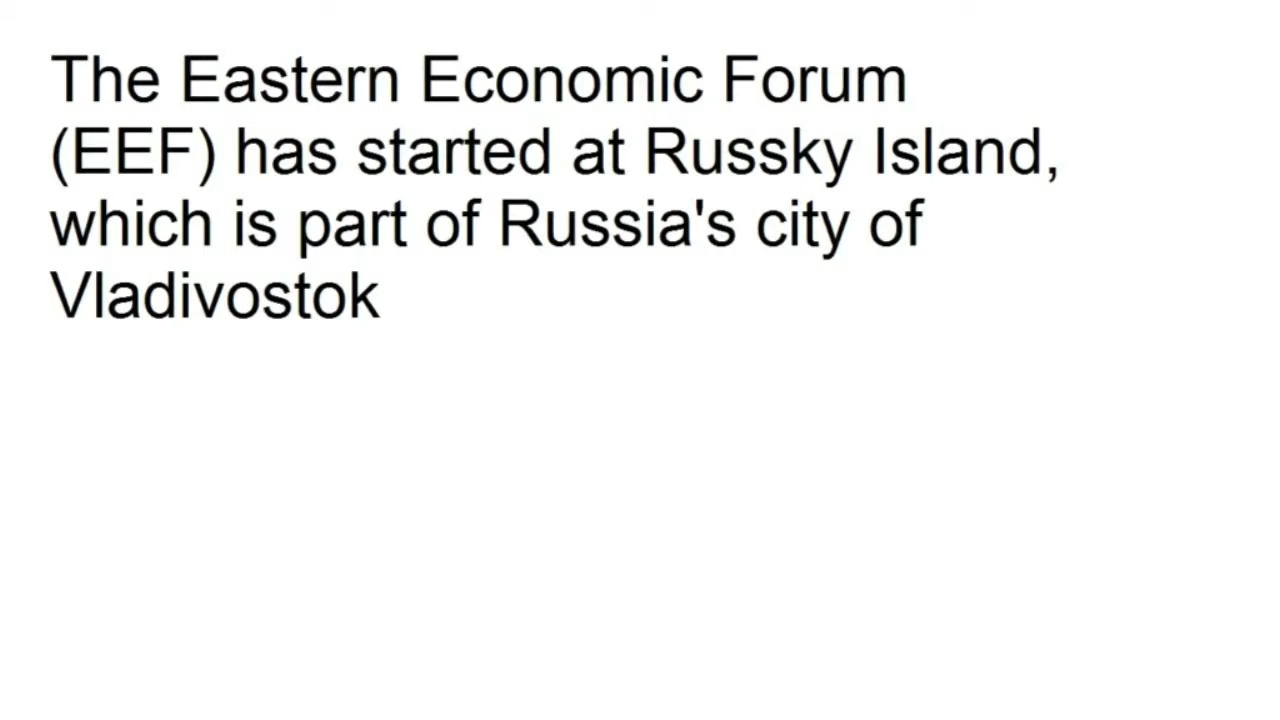 The Eastern Economic Forum
(EEF) has started at Russky Island,
which is part of Russia's city of
Vladivostok